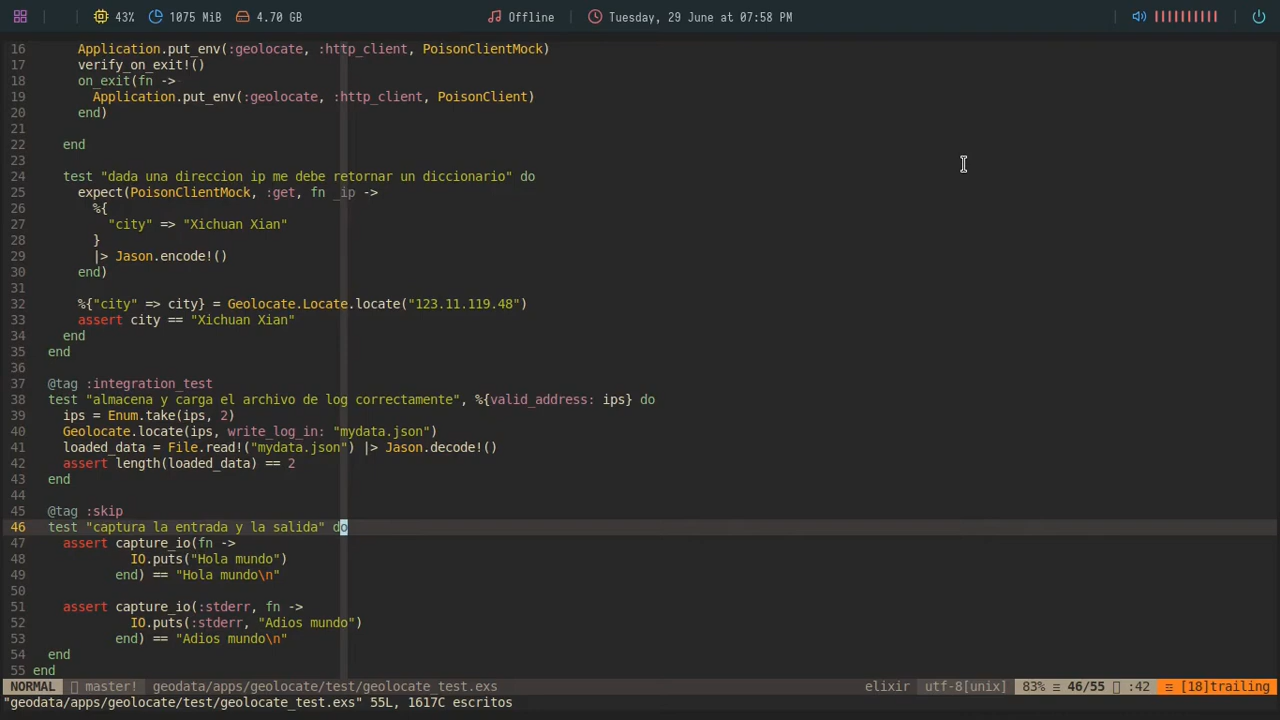 43% 1075 MiB 4.70 GB Offline Tuesday, 29 June at 07:58 PM
16 Application.put_env(:geolocate, :http_client, PoisonClientMock)
17 verify_on_exit!()
18 on_exit(fn ->
19 Application.put_env(:geolocate, :http_client, PoisonClient)
20 end)
21
22 end
23
24 test "dada una direccion ip me debe retornar un diccionario" do
25 expect(PoisonClientMock, :get, fn _ip ->
26 %{
27 "city" => "Xichuan Xian"
28 }
29 |> Jason.encode!()
30 end)
31
32 %{"city" => city} = Geolocate.Locate.locate("123.11.119.48")
33 assert city == "Xichuan Xian"
34 end
35 end
36
37 @tag :integration_test
38 test "almacena y carga el archivo de log correctamente", %{valid_address: ips} do
39 ips = Enum.take(ips, 2)
40 Geolocate.locate(ips, write_log_in: "mydata.json")
41 loaded_data = File.read!("mydata.json") |> Jason.decode!()
42 assert length(loaded_data) == 2
43 end
44
45 @tag :skip
46 test "captura la entrada y la salida" do
47 assert capture_io(fn ->
48 IO.puts("Hola mundo")
49 end) == "Hola mundo\n"
50
51 assert capture_io(:stderr, fn ->
52 IO.puts(:stderr, "Adios mundo")
53 end) == "Adios mundo\n"
54 end
55 end
NORMAL master! geodata/apps/geolocate/test/geolocate_test.exs elixir utf-8[unix] 83% ≡ 46/55 :42 ≡ [18]trailing
"geodata/apps/geolocate/test/geolocate_test.exs" 55L, 1617C escritos